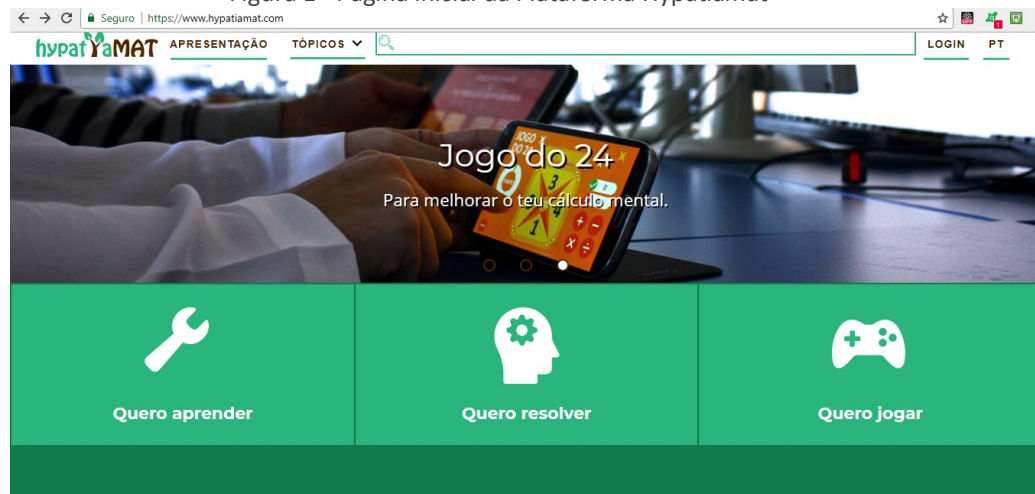 Figura 1 - Página Inicial da Plataforma Hypatiamat
Seguro | https://www.hypatiamat.com
hypatYaMAT APRESENTAÇÃO TÓPICOS LOGIN PT
Jogo do 24
Para melhorar o teu cálculo mental.
Quero aprender Quero resolver Quero jogar